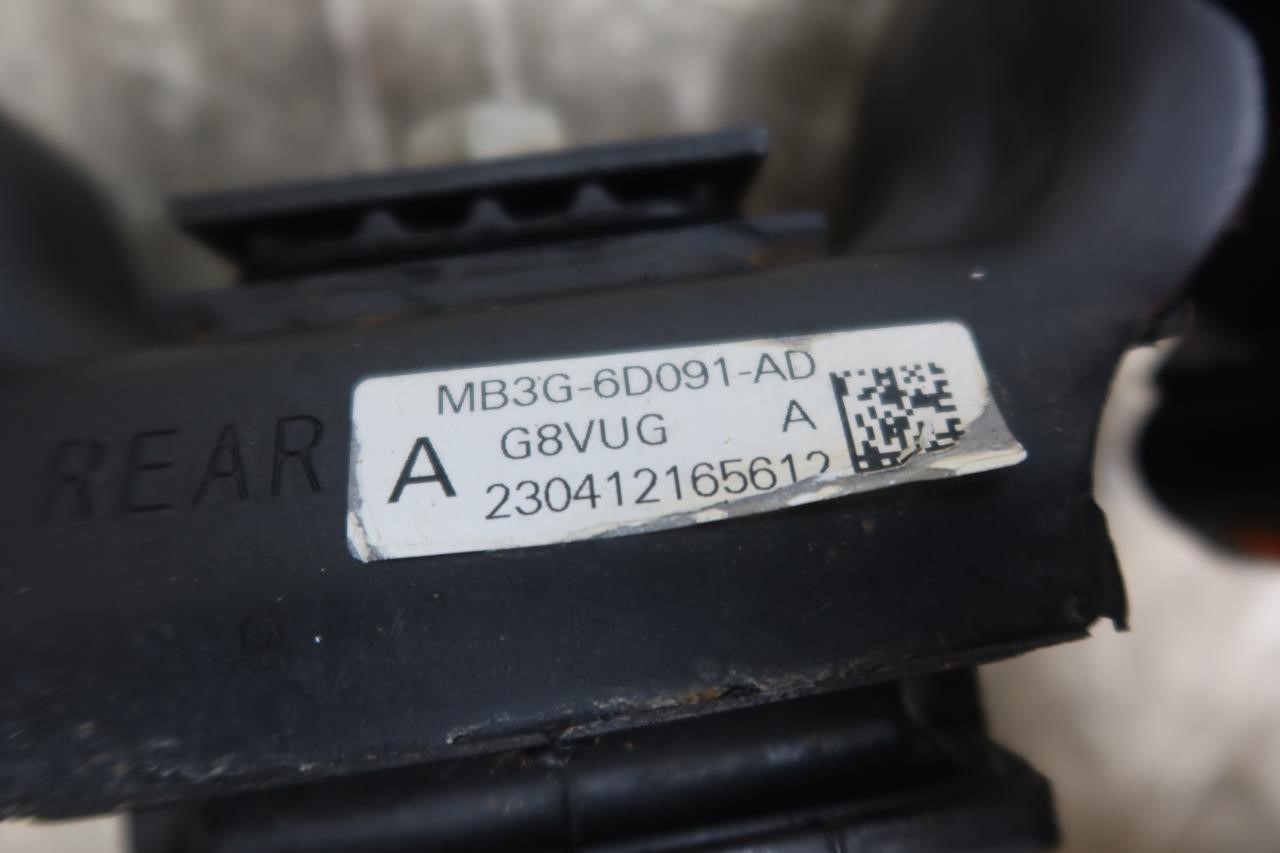 REAR
MB3G-6D091-AD
G8VUG A
A
230412165612